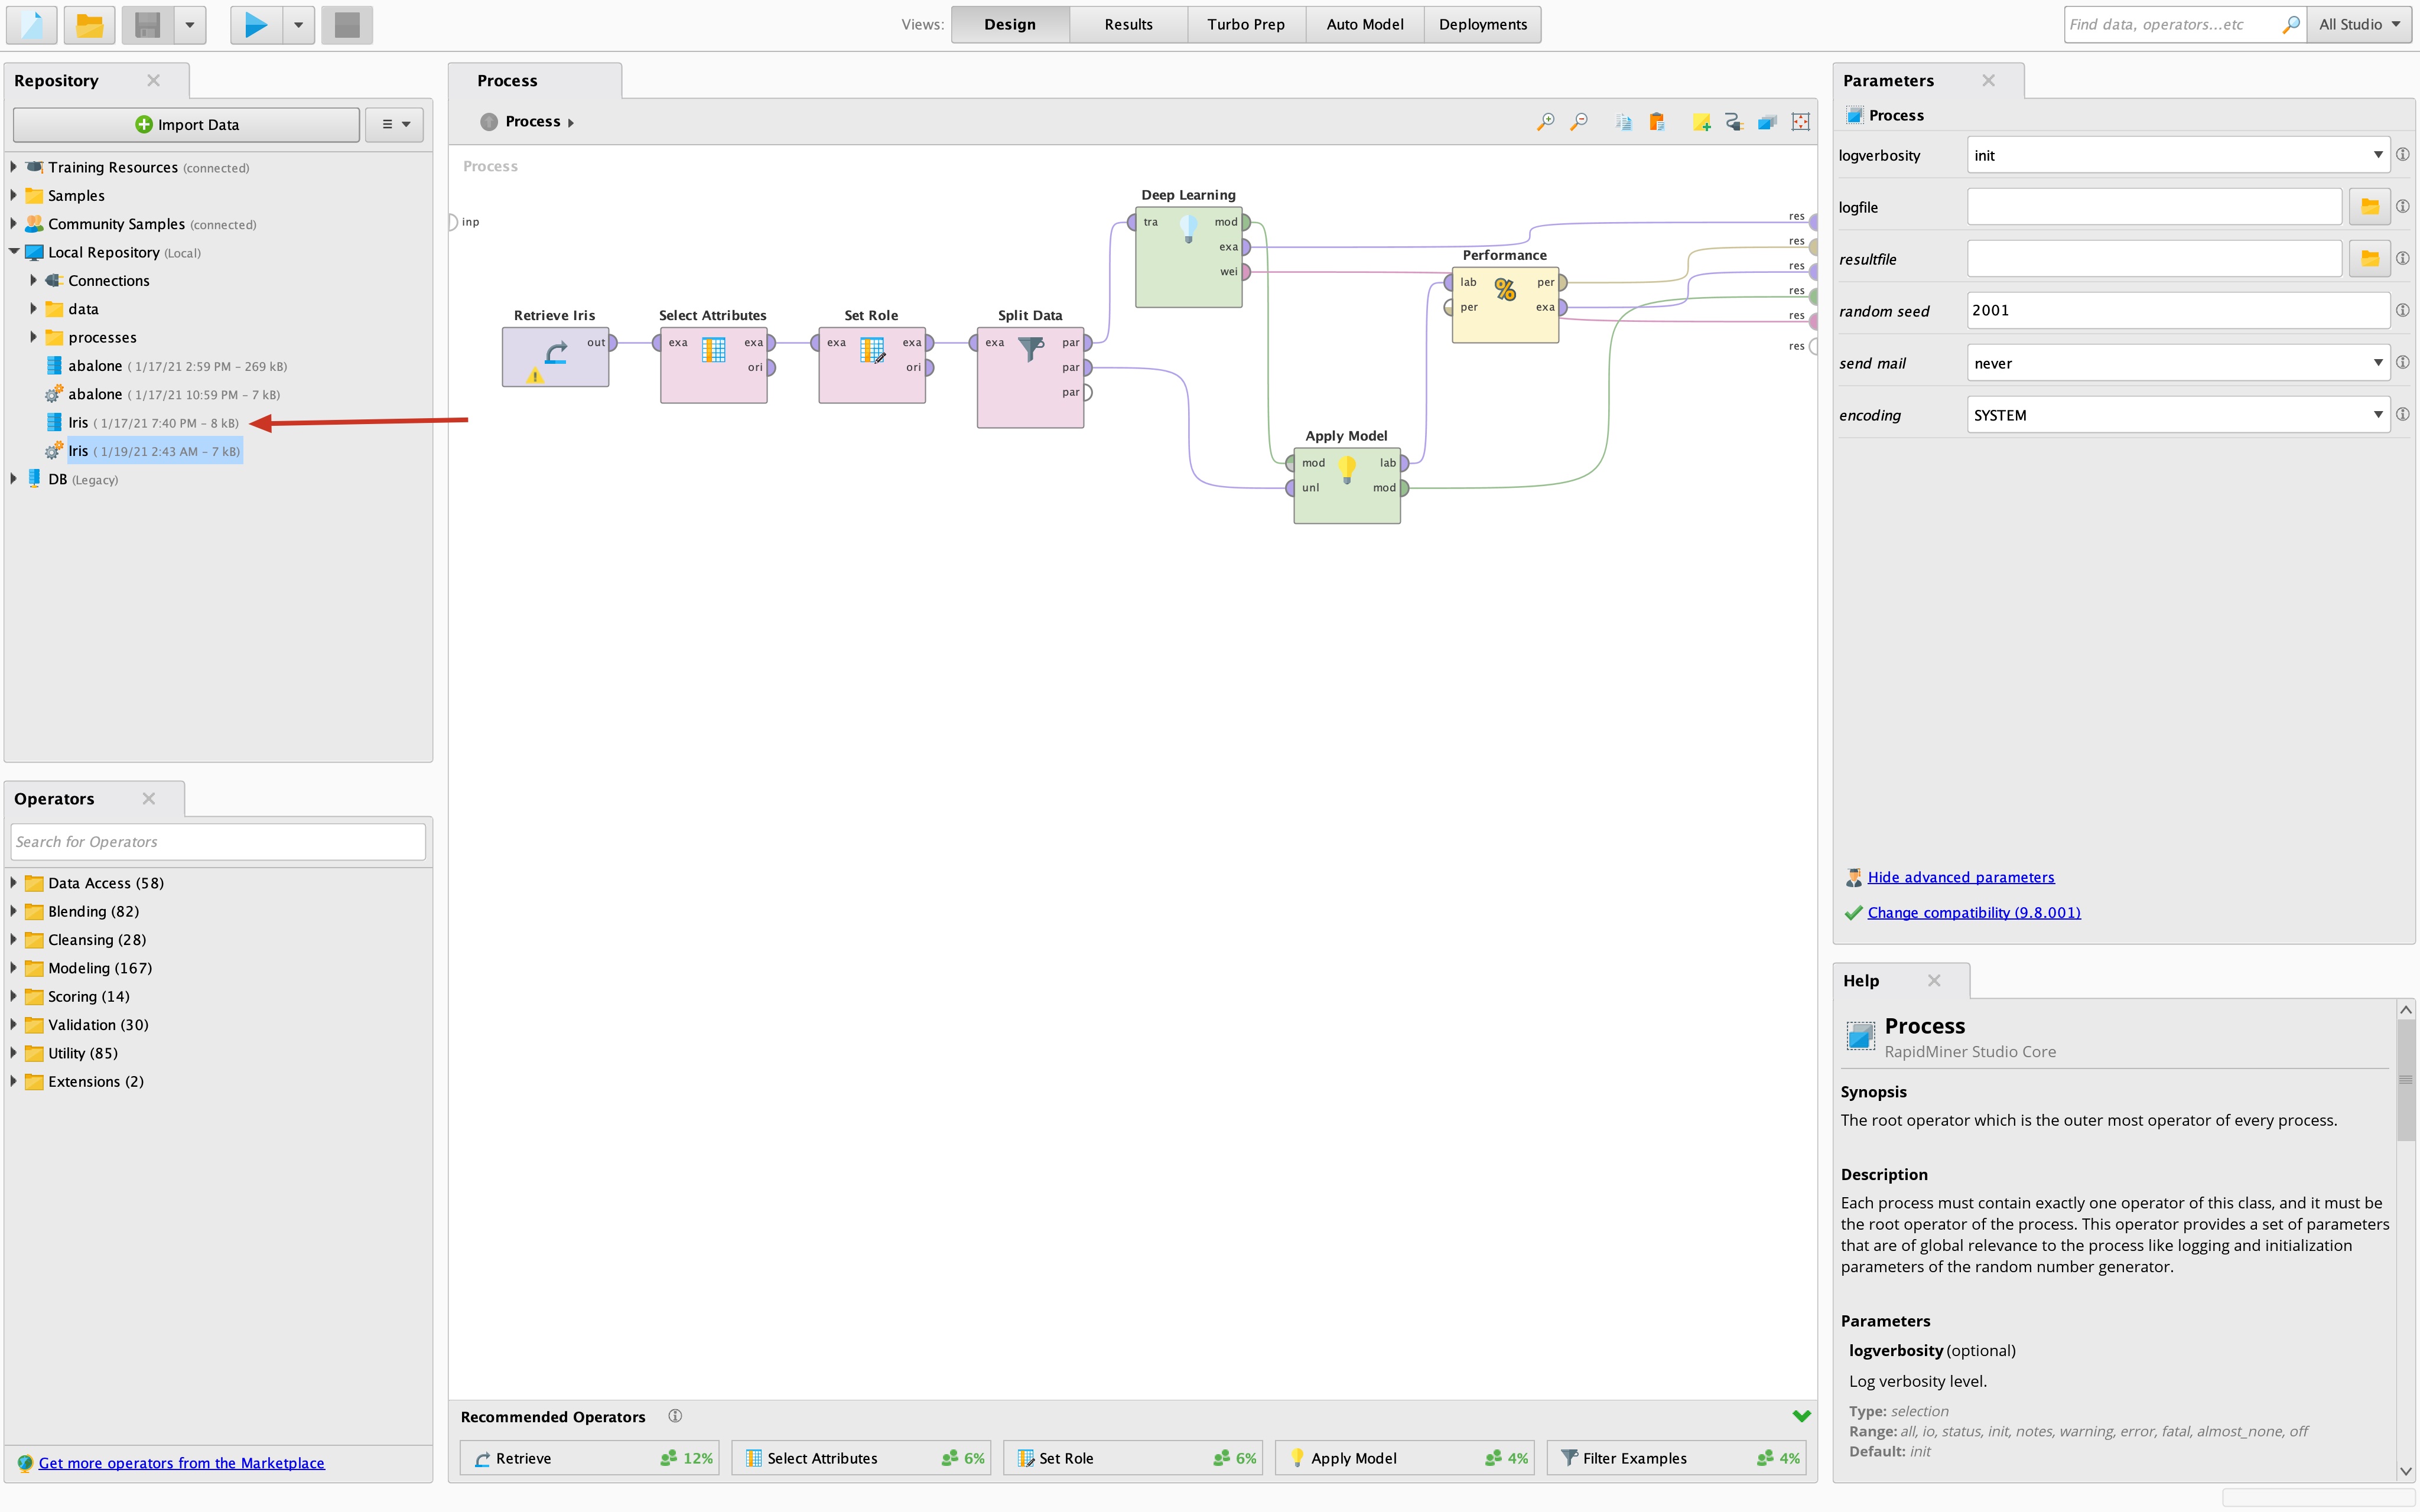 Views: Design Results Turbo Prep Auto Model Deployments
Find data, operators...etc All Studio
Repository
Import Data
Training Resources (connected)
Samples
Community Samples (connected)
Local Repository (Local)
Connections
data
processes
abalone ( 1/17/21 2:59 PM – 269 kB)
abalone ( 1/17/21 10:59 PM – 7 kB)
Iris ( 1/17/21 7:40 PM – 8 kB)
Iris ( 1/19/21 2:43 AM – 7 kB)
DB (Legacy)
Operators
Search for Operators
Data Access (58)
Blending (82)
Cleansing (28)
Modeling (167)
Scoring (14)
Validation (30)
Utility (85)
Extensions (2)
Get more operators from the Marketplace
Process
Process
Process
inp
Retrieve Iris
out
Select Attributes
exa exa
ori
Set Role
exa exa
ori
Split Data
exa par
par
par
Deep Learning
tra mod
exa
wei
Apply Model
mod lab
unl mod
Performance
lab per
per exa
res
res
res
res
res
res
Recommended Operators
Retrieve 12%
Select Attributes 6%
Set Role 6%
Apply Model 4%
Filter Examples 4%
Parameters
Process
logverbosity init
logfile
resultfile
random seed 2001
send mail never
encoding SYSTEM
Hide advanced parameters
Change compatibility (9.8.001)
Help
Process
RapidMiner Studio Core
Synopsis
The root operator which is the outer most operator of every process.
Description
Each process must contain exactly one operator of this class, and it must be
the root operator of the process. This operator provides a set of parameters
that are of global relevance to the process like logging and initialization
parameters of the random number generator.
Parameters
logverbosity (optional)
Log verbosity level.
Type: selection
Range: all, io, status, init, notes, warning, error, fatal, almost_none, off
Default: init